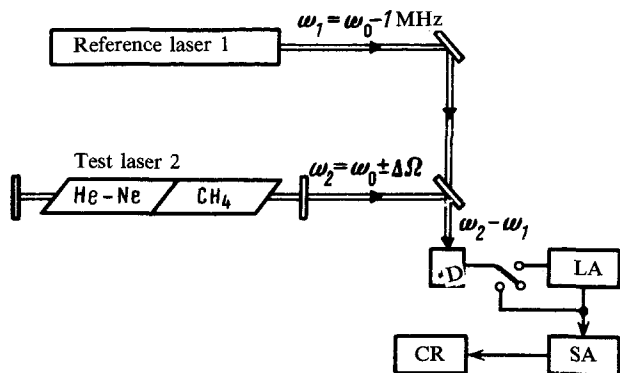 ω₁ = ω₀ - 1 MHz
Reference laser 1
Test laser 2
He-Ne
CH₄
ω₂ = ω₀ ± ΔΩ
ω₂ - ω₁
D
LA
CR
SA